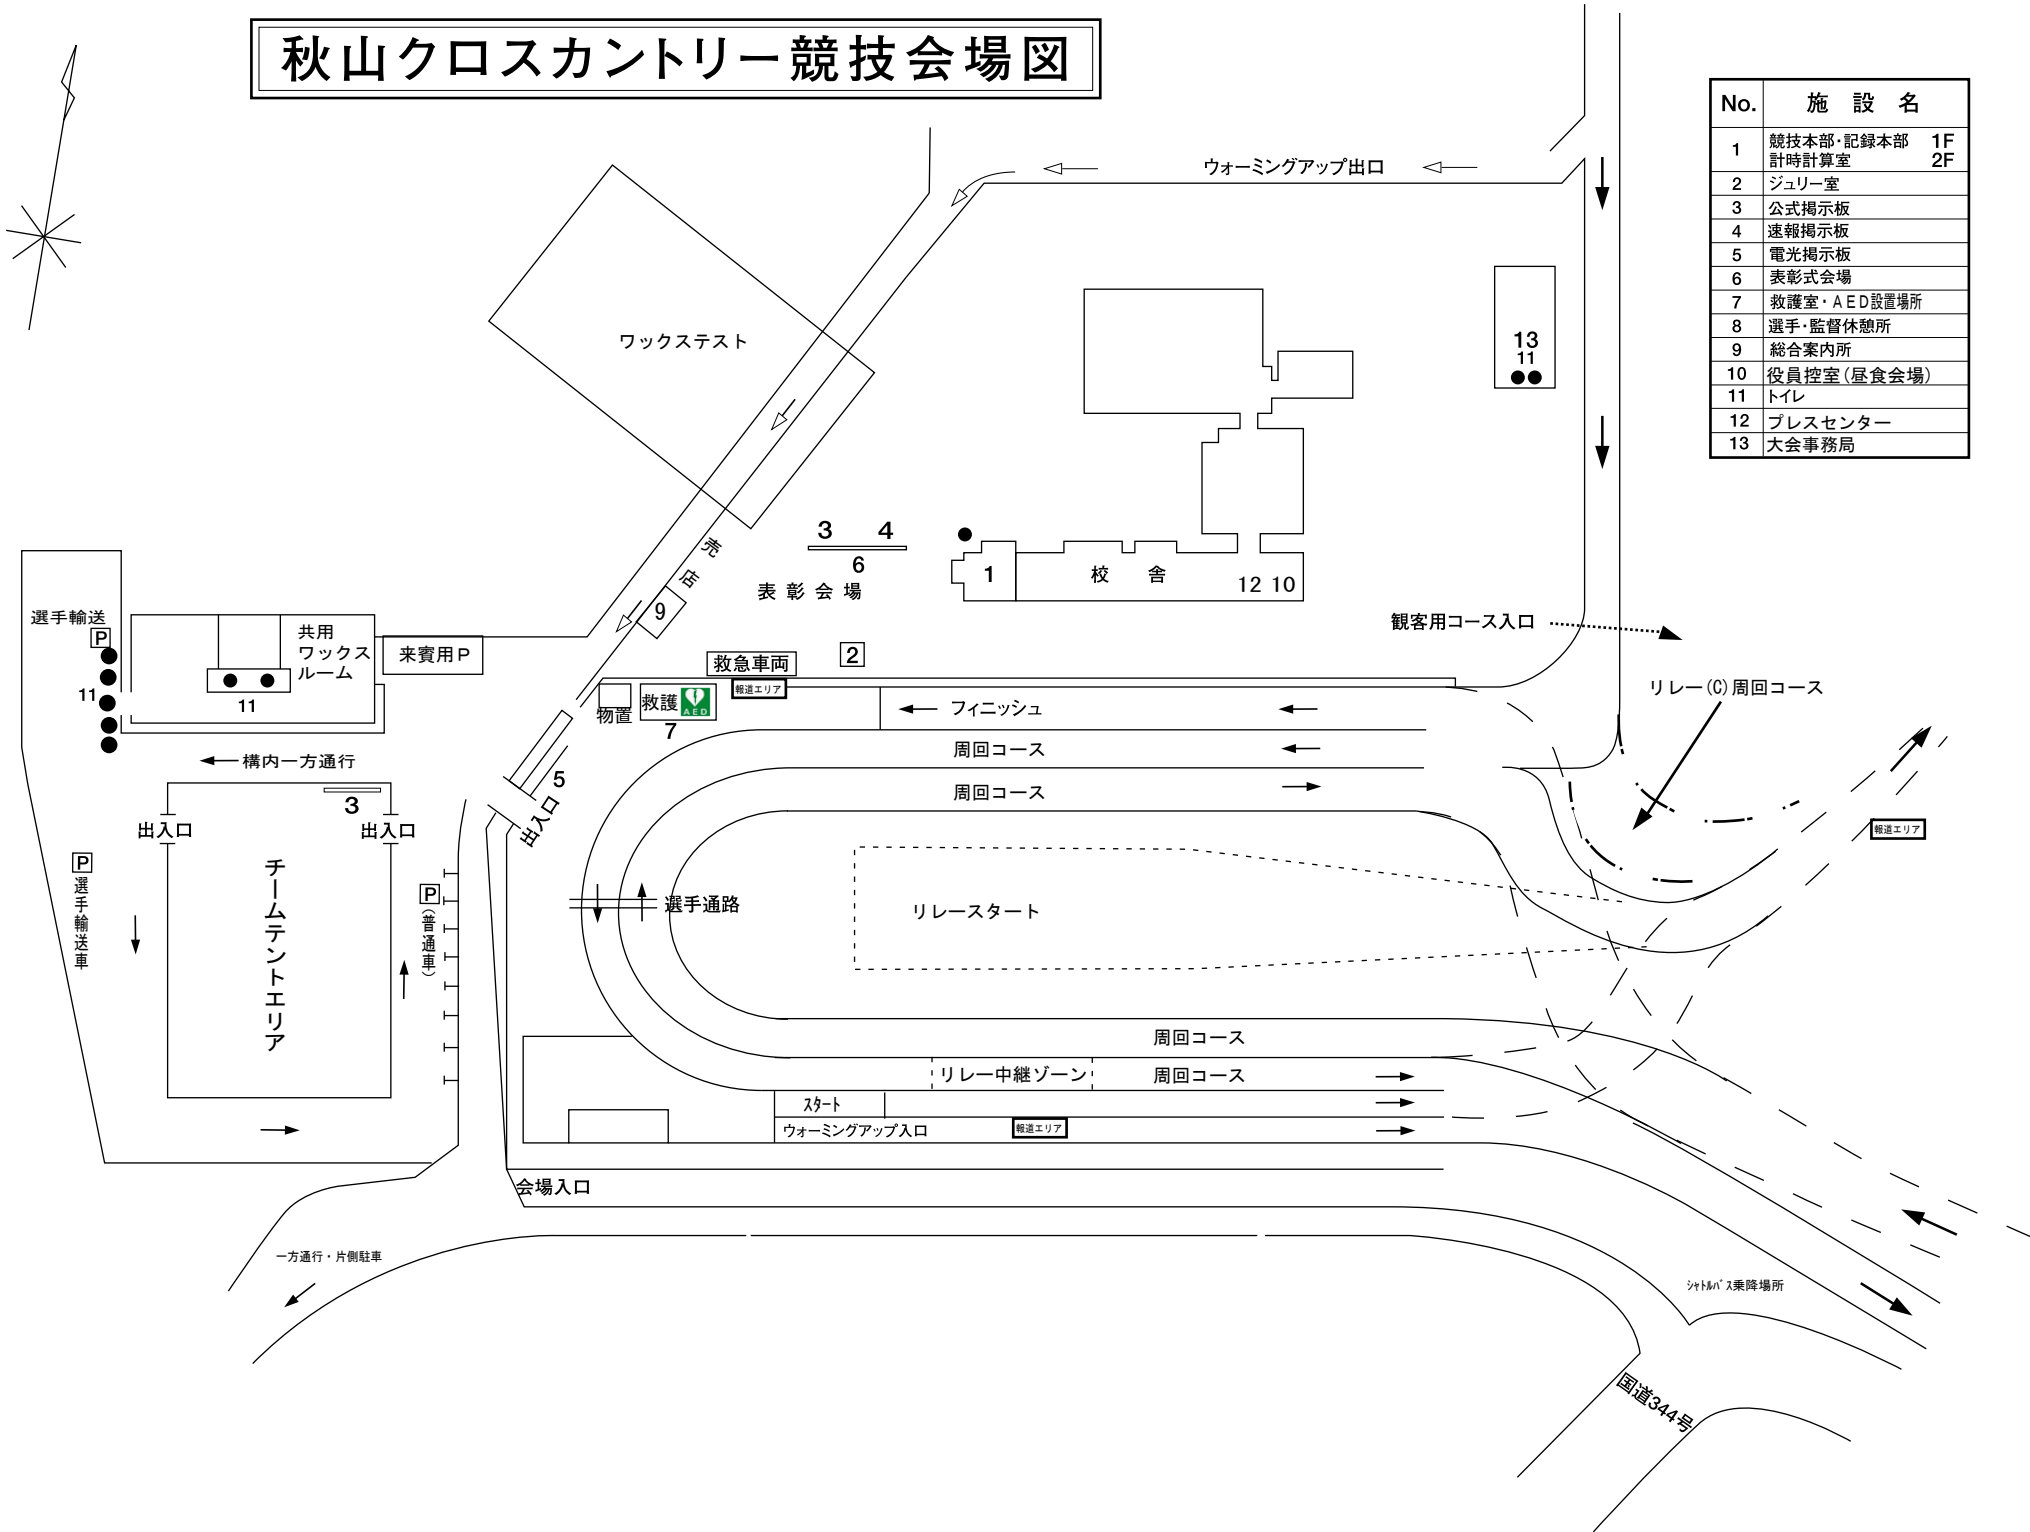 秋山クロスカントリー競技会場図
No. 施 設 名
1 競技本部・記録本部 1F
計時計算室 2F
2 ジュリー室
3 公式掲示板
4 速報掲示板
5 電光掲示板
6 表彰式会場
7 救護室・AED設置場所
8 選手・監督休憩所
9 総合案内所
10 役員控室(昼食会場)
11 トイレ
12 プレスセンター
13 大会事務局
ウォーミングアップ出口
ワックステスト
13
11
3 4
6
表彰会場
売店
9
1
校 舎
12 10
観客用コース入口
リレー(C)周回コース
選手輸送
P
11
共用
ワックス
ルーム
11
来賓用P
救急車両
2
報道エリア
物置
救護
AED
7
フィニッシュ
周回コース
周回コース
構内一方通行
3
出入口
出入口
5
出入口
P
選手輸送車
チームテントエリア
P
(普通車)
選手通路
リレースタート
報道エリア
周回コース
リレー中継ゾーン
周回コース
スタート
ウォーミングアップ入口
報道エリア
会場入口
一方通行・片側駐車
シャトルバス乗降場所
国道344号